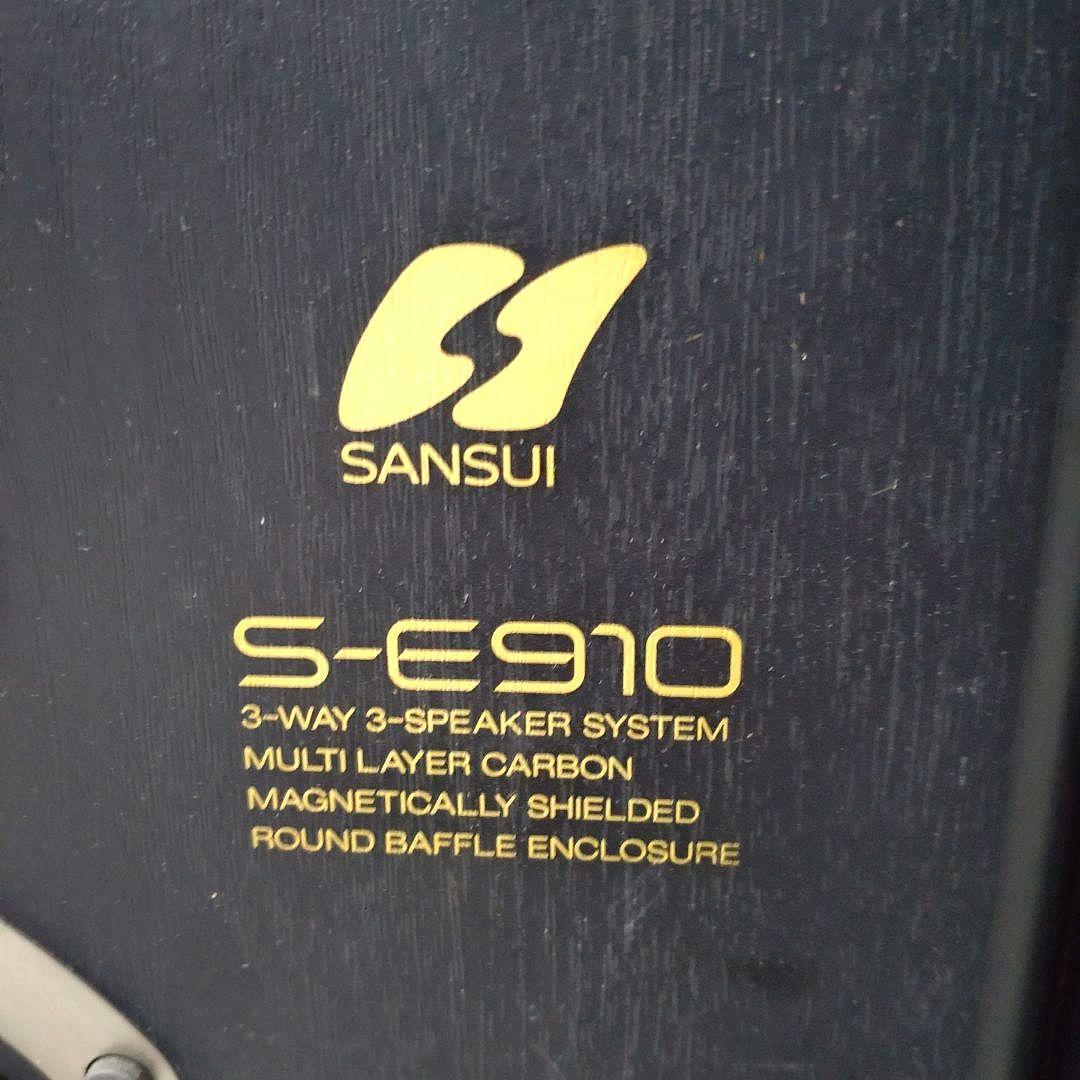 SANSUI
S-E910
3-WAY 3-SPEAKER SYSTEM
MULTI LAYER CARBON
MAGNETICALLY SHIELDED
ROUND BAFFLE ENCLOSURE